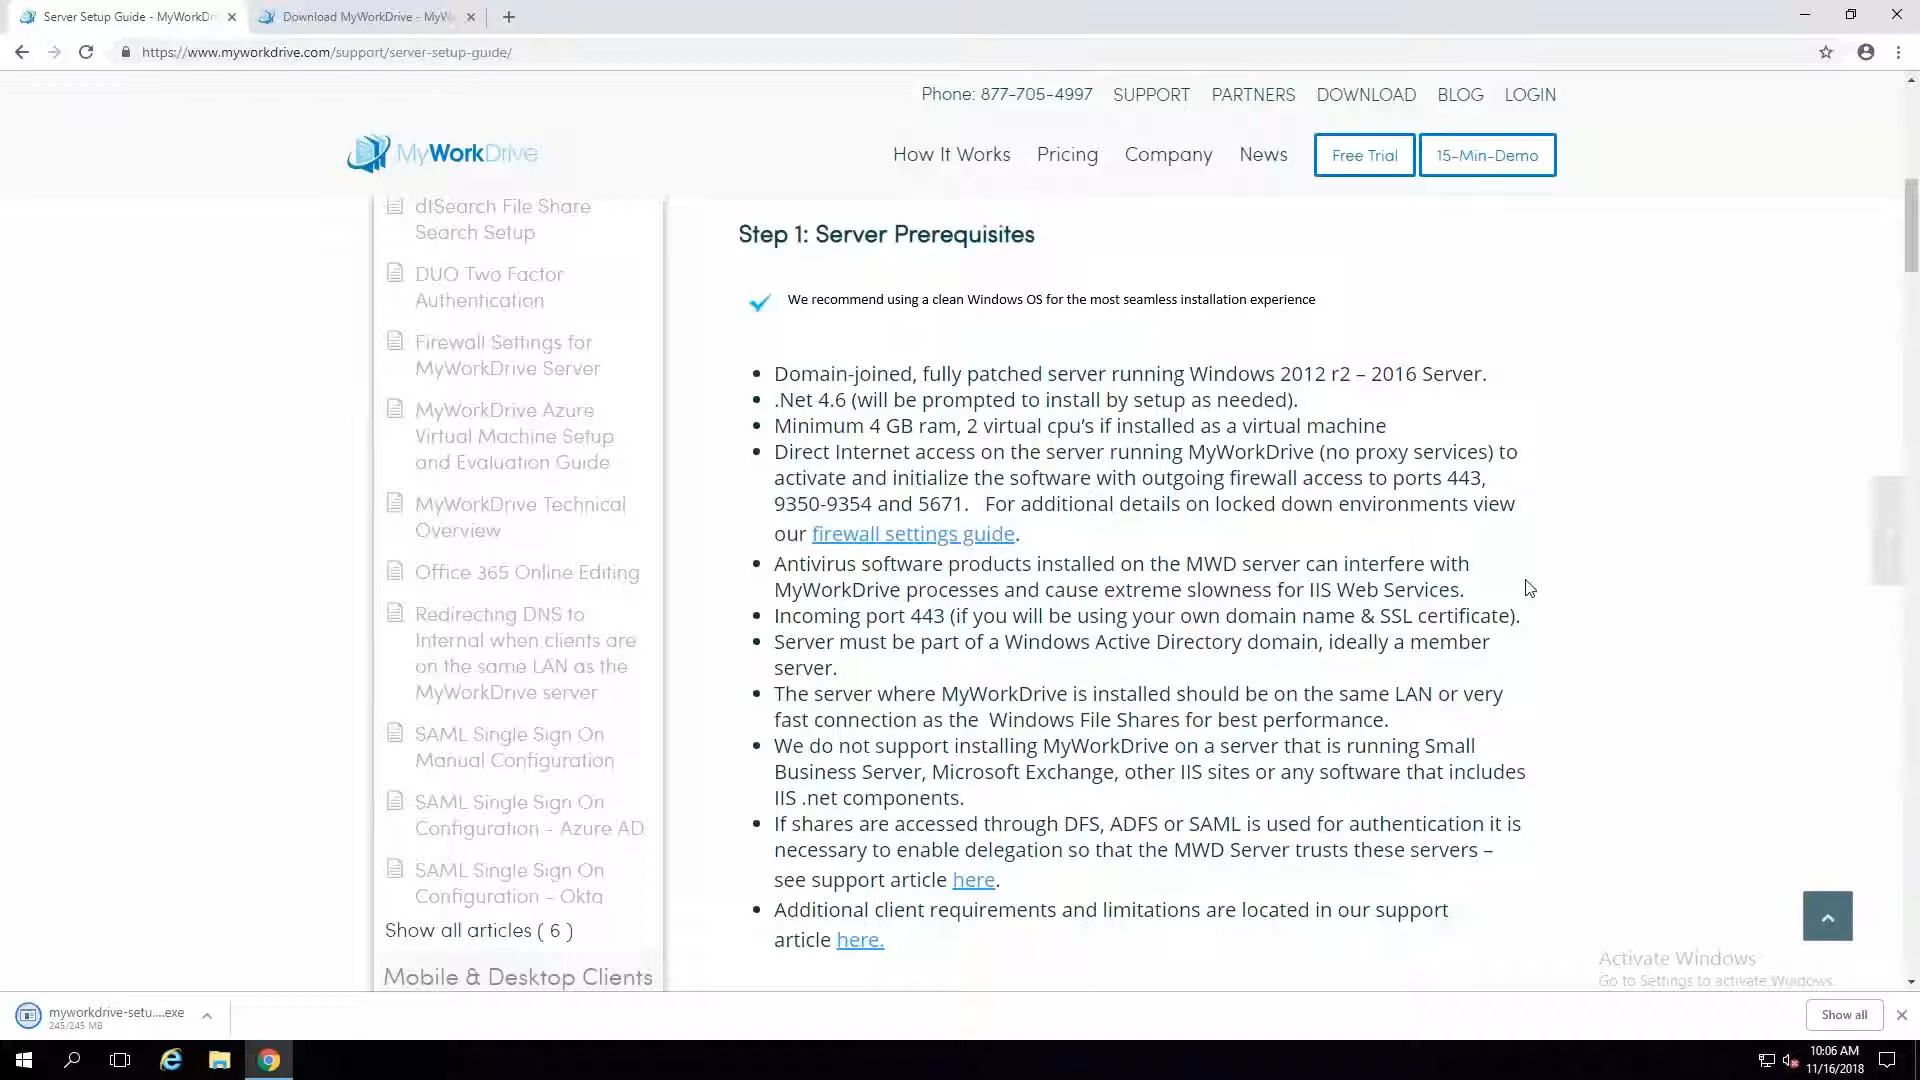 Server Setup Guide - MyWorkDr
Download MyWorkDrive - MyW
https://www.myworkdrive.com/support/server-setup-guide/
Phone: 877-705-4997 SUPPORT PARTNERS DOWNLOAD BLOG LOGIN
MyWorkDrive
How It Works Pricing Company News Free Trial 15-Min-Demo
dtSearch File Share
Search Setup
DUO Two Factor
Authentication
Firewall Settings for
MyWorkDrive Server
MyWorkDrive Azure
Virtual Machine Setup
and Evaluation Guide
MyWorkDrive Technical
Overview
Office 365 Online Editing
Redirecting DNS to
Internal when clients are
on the same LAN as the
MyWorkDrive server
SAML Single Sign On
Manual Configuration
SAML Single Sign On
Configuration - Azure AD
SAML Single Sign On
Configuration - Okta
Show all articles ( 6 )
Mobile & Desktop Clients
Step 1: Server Prerequisites
We recommend using a clean Windows OS for the most seamless installation experience
• Domain-joined, fully patched server running Windows 2012 r2 – 2016 Server.
• .Net 4.6 (will be prompted to install by setup as needed).
• Minimum 4 GB ram, 2 virtual cpu's if installed as a virtual machine
• Direct Internet access on the server running MyWorkDrive (no proxy services) to
activate and initialize the software with outgoing firewall access to ports 443,
9350-9354 and 5671. For additional details on locked down environments view
our firewall settings guide.
• Antivirus software products installed on the MWD server can interfere with
MyWorkDrive processes and cause extreme slowness for IIS Web Services.
• Incoming port 443 (if you will be using your own domain name & SSL certificate).
• Server must be part of a Windows Active Directory domain, ideally a member
server.
• The server where MyWorkDrive is installed should be on the same LAN or very
fast connection as the Windows File Shares for best performance.
• We do not support installing MyWorkDrive on a server that is running Small
Business Server, Microsoft Exchange, other IIS sites or any software that includes
IIS .net components.
• If shares are accessed through DFS, ADFS or SAML is used for authentication it is
necessary to enable delegation so that the MWD Server trusts these servers –
see support article here.
• Additional client requirements and limitations are located in our support
article here.
Activate Windows
Go to Settings to activate Windows.
myworkdrive-setu....exe
245/245 MB
Show all
10:06 AM
11/16/2018